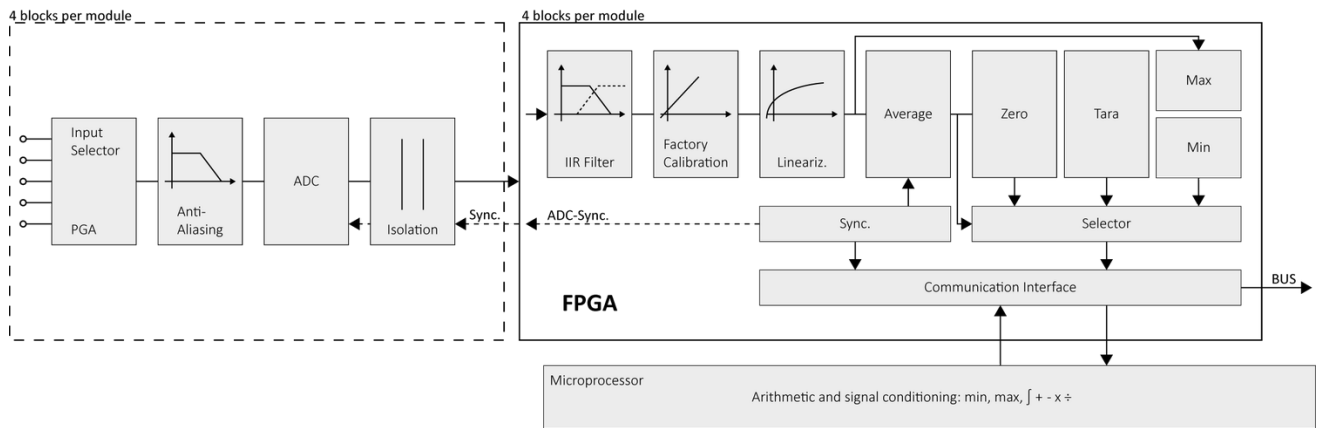 4 blocks per module
Input
Selector
PGA
Anti-
Aliasing
ADC
Isolation
Sync.
4 blocks per module
IIR Filter
Factory
Calibration
Lineariz.
Average
Zero
Tara
Max
Min
ADC-Sync.
Sync.
Selector
Communication Interface
BUS
FPGA
Microprocessor
Arithmetic and signal conditioning: min, max, ∫ + - x ÷